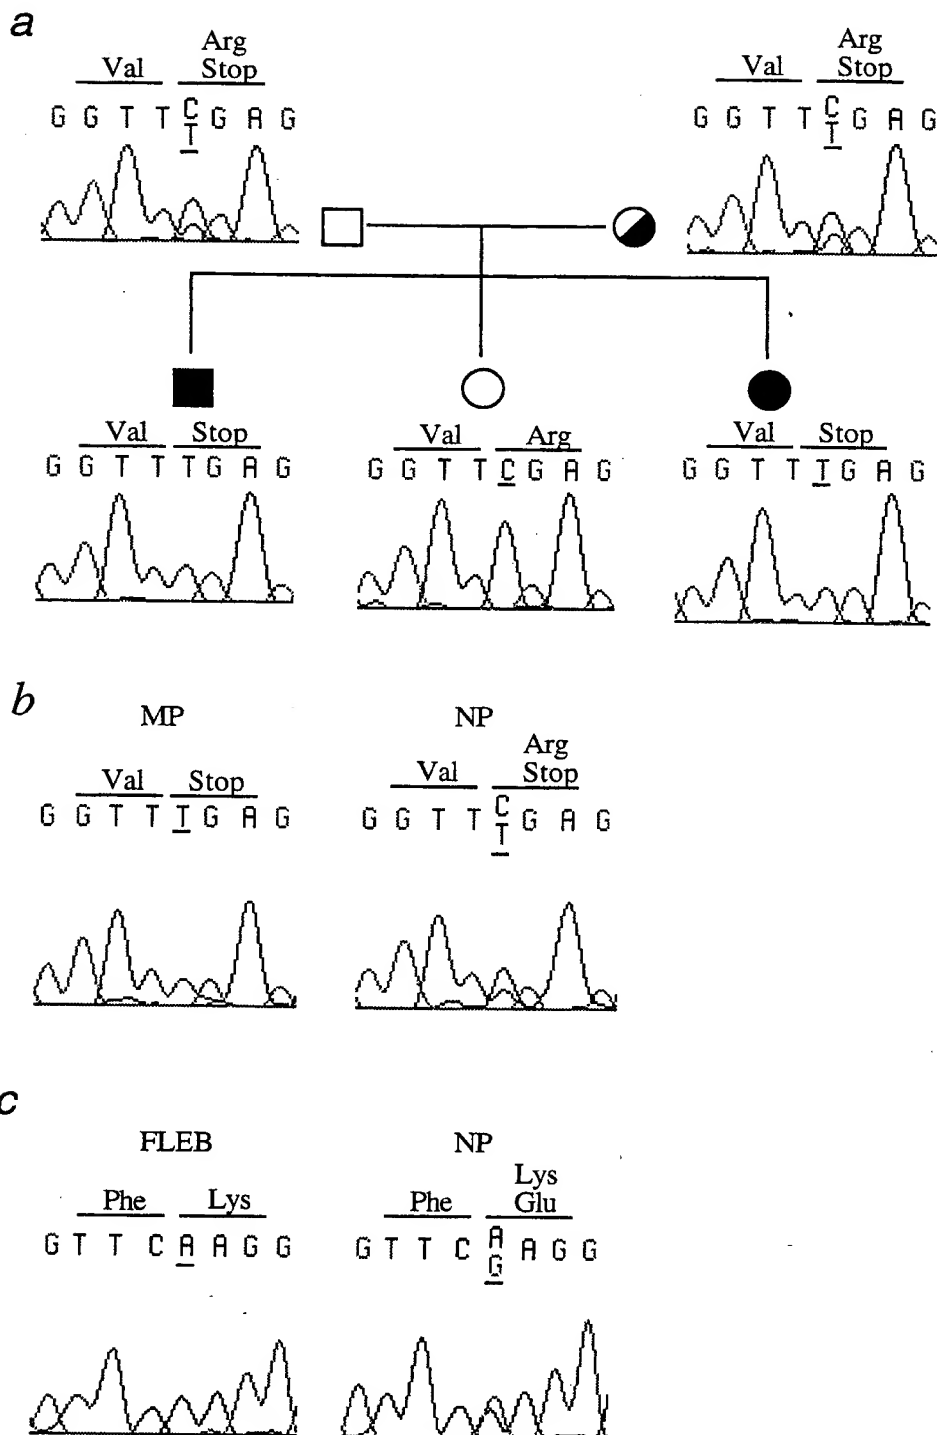 a
Arg
Val Stop
G G T T C G A G
T
Arg
Val Stop
G G T T C G A G
T
Val Stop
G G T T T G A G
Val Arg
G G T T C G A G
Val Stop
G G T T T G A G
b
MP
Val Stop
G G T T T G A G
NP
Arg
Val Stop
G G T T C G A G
T
c
FLEB
Phe Lys
G T T C A A G G
NP
Lys
Phe Glu
G T T C A A G G
G